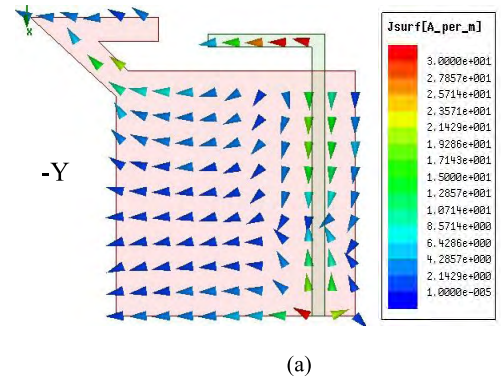 x
Jsurf[A_per_m]
3.0000e+001
2.7857e+001
2.5714e+001
2.3571e+001
2.1429e+001
1.9286e+001
1.7143e+001
1.5000e+001
1.2857e+001
1.0714e+001
8.5714e+000
6.4286e+000
4.2857e+000
2.1429e+000
1.0000e-005
-Y
(a)